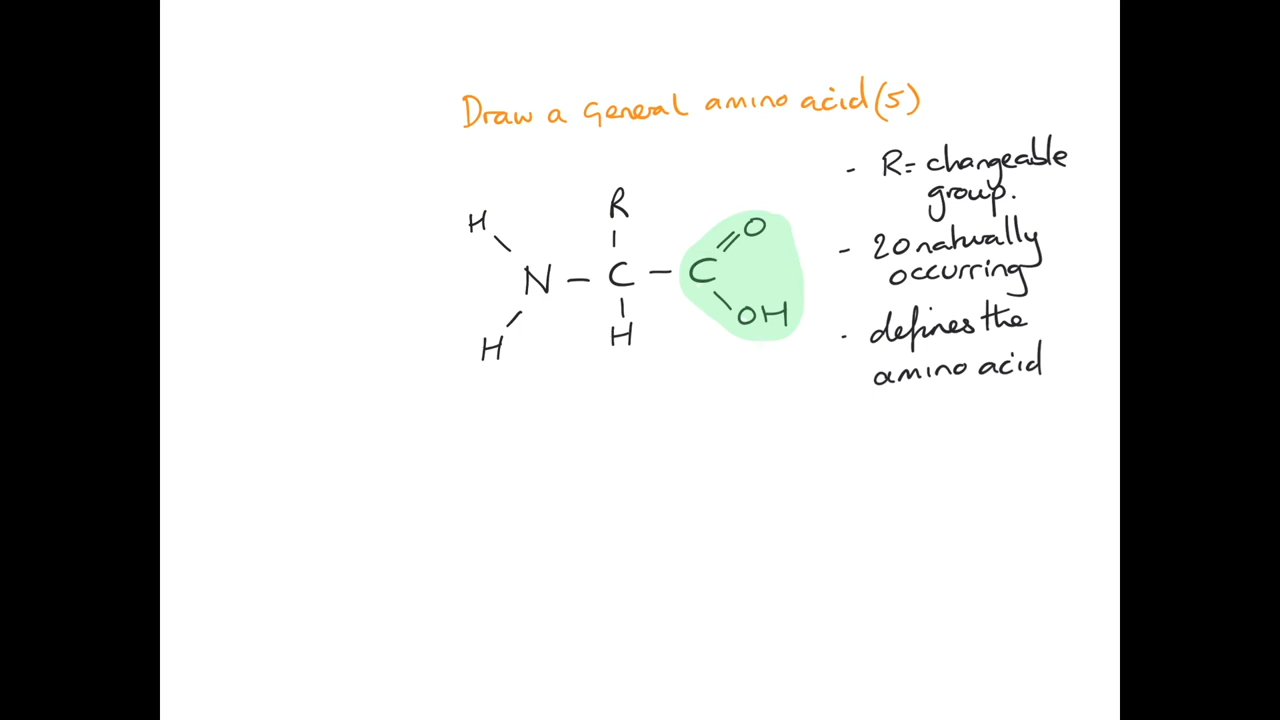 Draw a general amino acid (5)
- R = changeable
group.
- 20 naturally
occurring
- defines the
amino acid
R
H O
N – C – C
H H OH